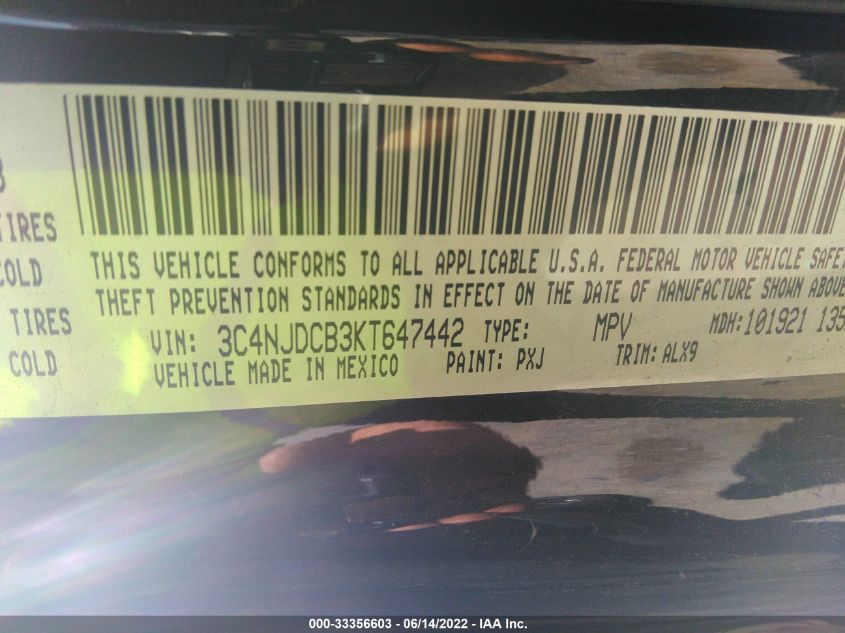 TIRES
COLD
TIRES
COLD
THIS VEHICLE CONFORMS TO ALL APPLICABLE U.S.A. FEDERAL MOTOR VEHICLE
THEFT PREVENTION STANDARDS IN EFFECT ON THE DATE OF MANUFACTURE SHOWN ABOVE
VIN: 3C4NJDCB3KT647442 TYPE: MPV MDH:101921 135
VEHICLE MADE IN MEXICO PAINT: PXJ TRIM: ALX9
000-33356603 - 06/14/2022 - IAA Inc.